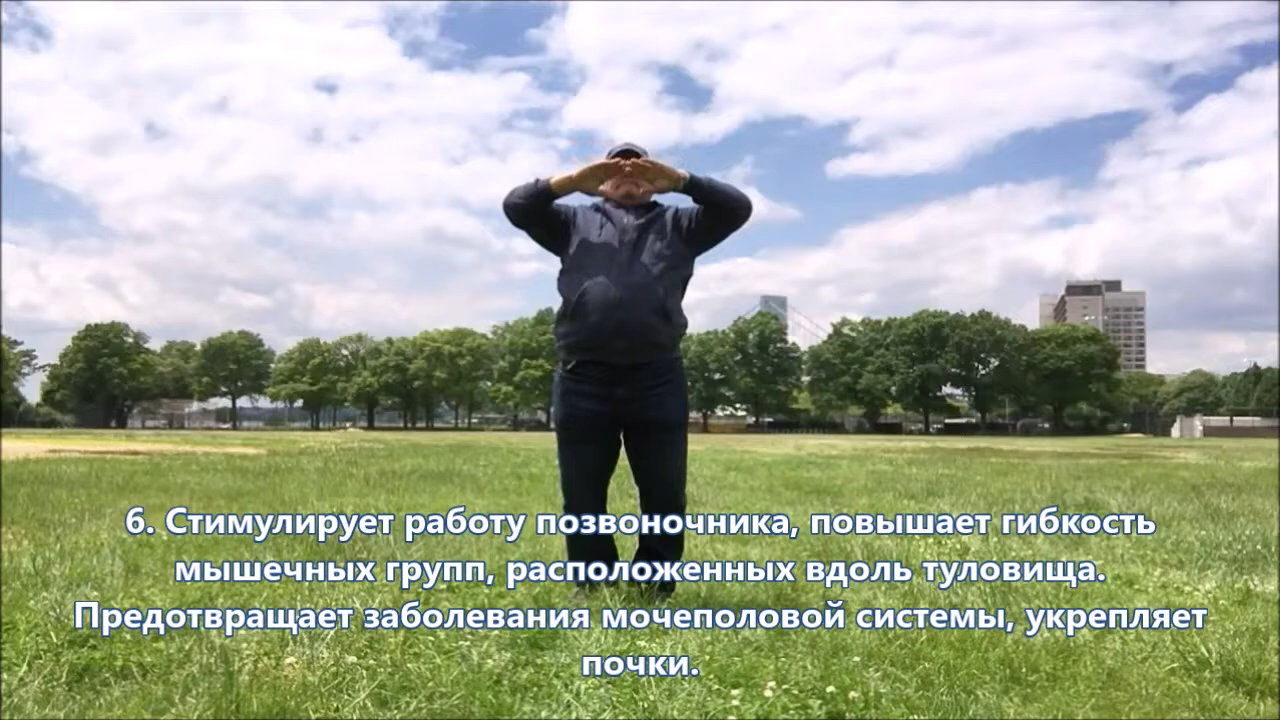 6. Стимулирует работу позвоночника, повышает гибкость
мышечных групп, расположенных вдоль туловища.
Предотвращает заболевания мочеполовой системы, укрепляет
почки.